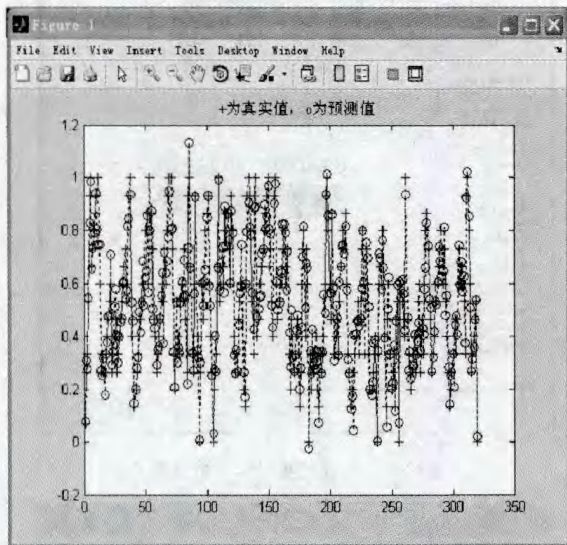 Figure 1
File Edit View Insert Tools Desktop Window Help
+为真实值，o为预测值
1.2
1
0.8
0.6
0.4
0.2
0
-0.2
0 50 100 150 200 250 300 350